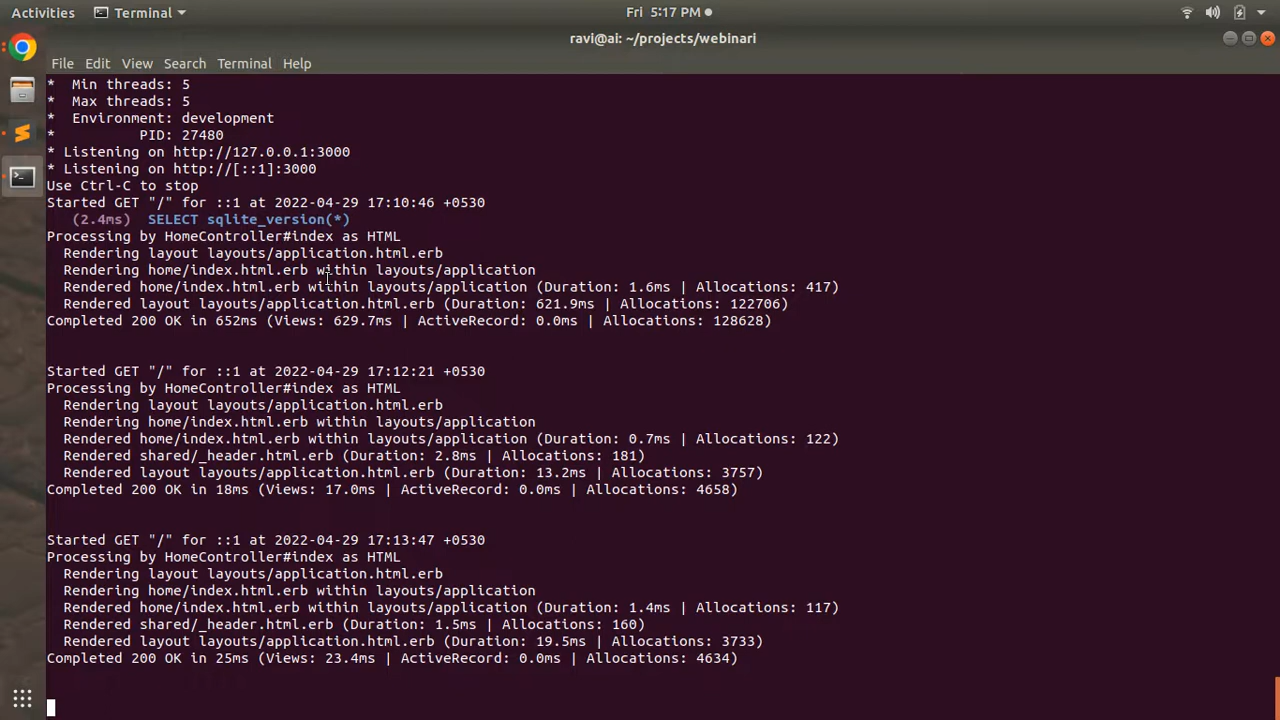 Activities Terminal Fri 5:17 PM
ravi@ai: ~/projects/webinari
File Edit View Search Terminal Help
*  Min threads: 5
*  Max threads: 5
*  Environment: development
*          PID: 27480
* Listening on http://127.0.0.1:3000
* Listening on http://[::1]:3000
Use Ctrl-C to stop
Started GET "/" for ::1 at 2022-04-29 17:10:46 +0530
   (2.4ms)  SELECT sqlite_version(*)
Processing by HomeController#index as HTML
  Rendering layout layouts/application.html.erb
  Rendering home/index.html.erb within layouts/application
  Rendered home/index.html.erb within layouts/application (Duration: 1.6ms | Allocations: 417)
  Rendered layout layouts/application.html.erb (Duration: 621.9ms | Allocations: 122706)
Completed 200 OK in 652ms (Views: 629.7ms | ActiveRecord: 0.0ms | Allocations: 128628)
Started GET "/" for ::1 at 2022-04-29 17:12:21 +0530
Processing by HomeController#index as HTML
  Rendering layout layouts/application.html.erb
  Rendering home/index.html.erb within layouts/application
  Rendered home/index.html.erb within layouts/application (Duration: 0.7ms | Allocations: 122)
  Rendered shared/_header.html.erb (Duration: 2.8ms | Allocations: 181)
  Rendered layout layouts/application.html.erb (Duration: 13.2ms | Allocations: 3757)
Completed 200 OK in 18ms (Views: 17.0ms | ActiveRecord: 0.0ms | Allocations: 4658)
Started GET "/" for ::1 at 2022-04-29 17:13:47 +0530
Processing by HomeController#index as HTML
  Rendering layout layouts/application.html.erb
  Rendering home/index.html.erb within layouts/application
  Rendered home/index.html.erb within layouts/application (Duration: 1.4ms | Allocations: 117)
  Rendered shared/_header.html.erb (Duration: 1.5ms | Allocations: 160)
  Rendered layout layouts/application.html.erb (Duration: 19.5ms | Allocations: 3733)
Completed 200 OK in 25ms (Views: 23.4ms | ActiveRecord: 0.0ms | Allocations: 4634)